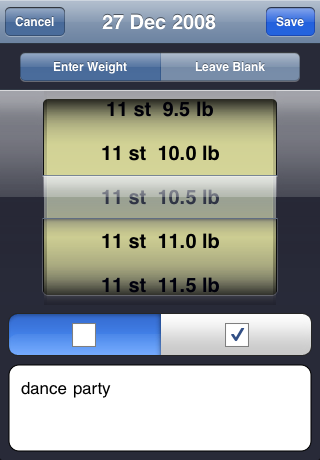 Cancel 27 Dec 2008 Save
Enter Weight Leave Blank
11 st 9.5 lb
11 st 10.0 lb
11 st 10.5 lb
11 st 11.0 lb
11 st 11.5 lb
dance party